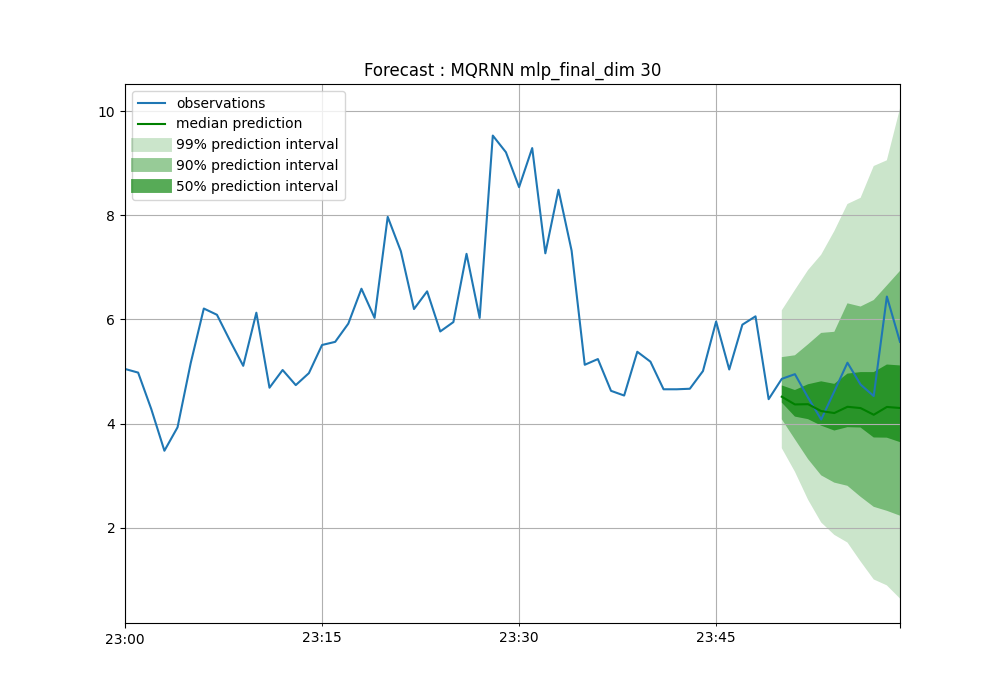 Forecast : MQRNN mlp_final_dim 30
observations
median prediction
99% prediction interval
90% prediction interval
50% prediction interval
10
8
6
4
2
23:00
23:15
23:30
23:45